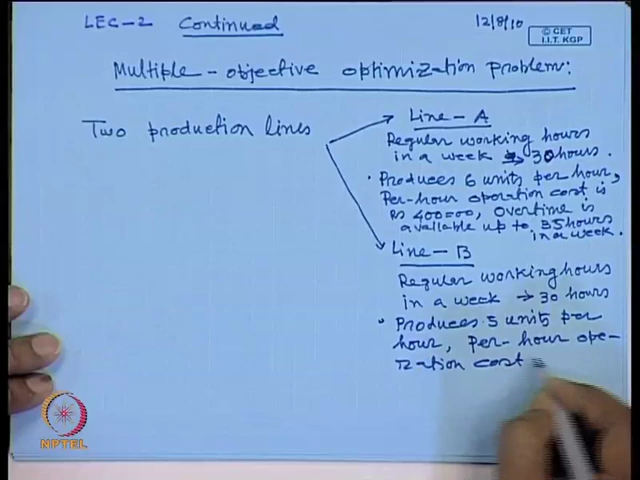 LEC-2 Continued
12/8/10
© CET
I.I.T. KGP
Multiple-objective optimization problem:
Two production lines
Line-A
Regular working hours
in a week → 30 hours.
• Produces 6 units per hour,
Per-hour operation cost is
Rs 400=00, overtime is
available up to 35 hours
in a week.
Line-B
Regular working hours
in a week → 30 hours
• Produces 5 units per
hour, Per-hour ope-
ration cost
NPTEL